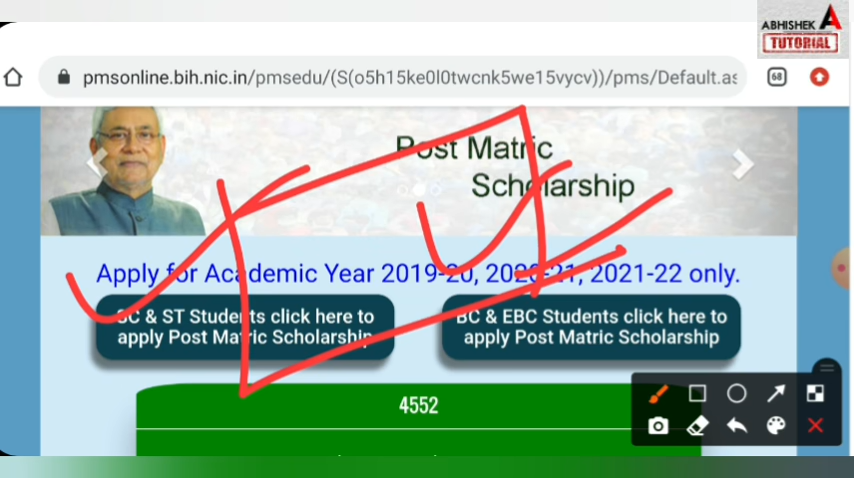 ABHISHEK A
TUTORIAL
pmsonline.bih.nic.in/pmsedu/(S(o5h15ke0l0twcnk5we15vycv))/pms/Default.as
68
Post Matric
Scholarship
Apply for Academic Year 2019-20, 2020-21, 2021-22 only.
SC & ST Students click here to
apply Post Matric Scholarship
BC & EBC Students click here to
apply Post Matric Scholarship
4552